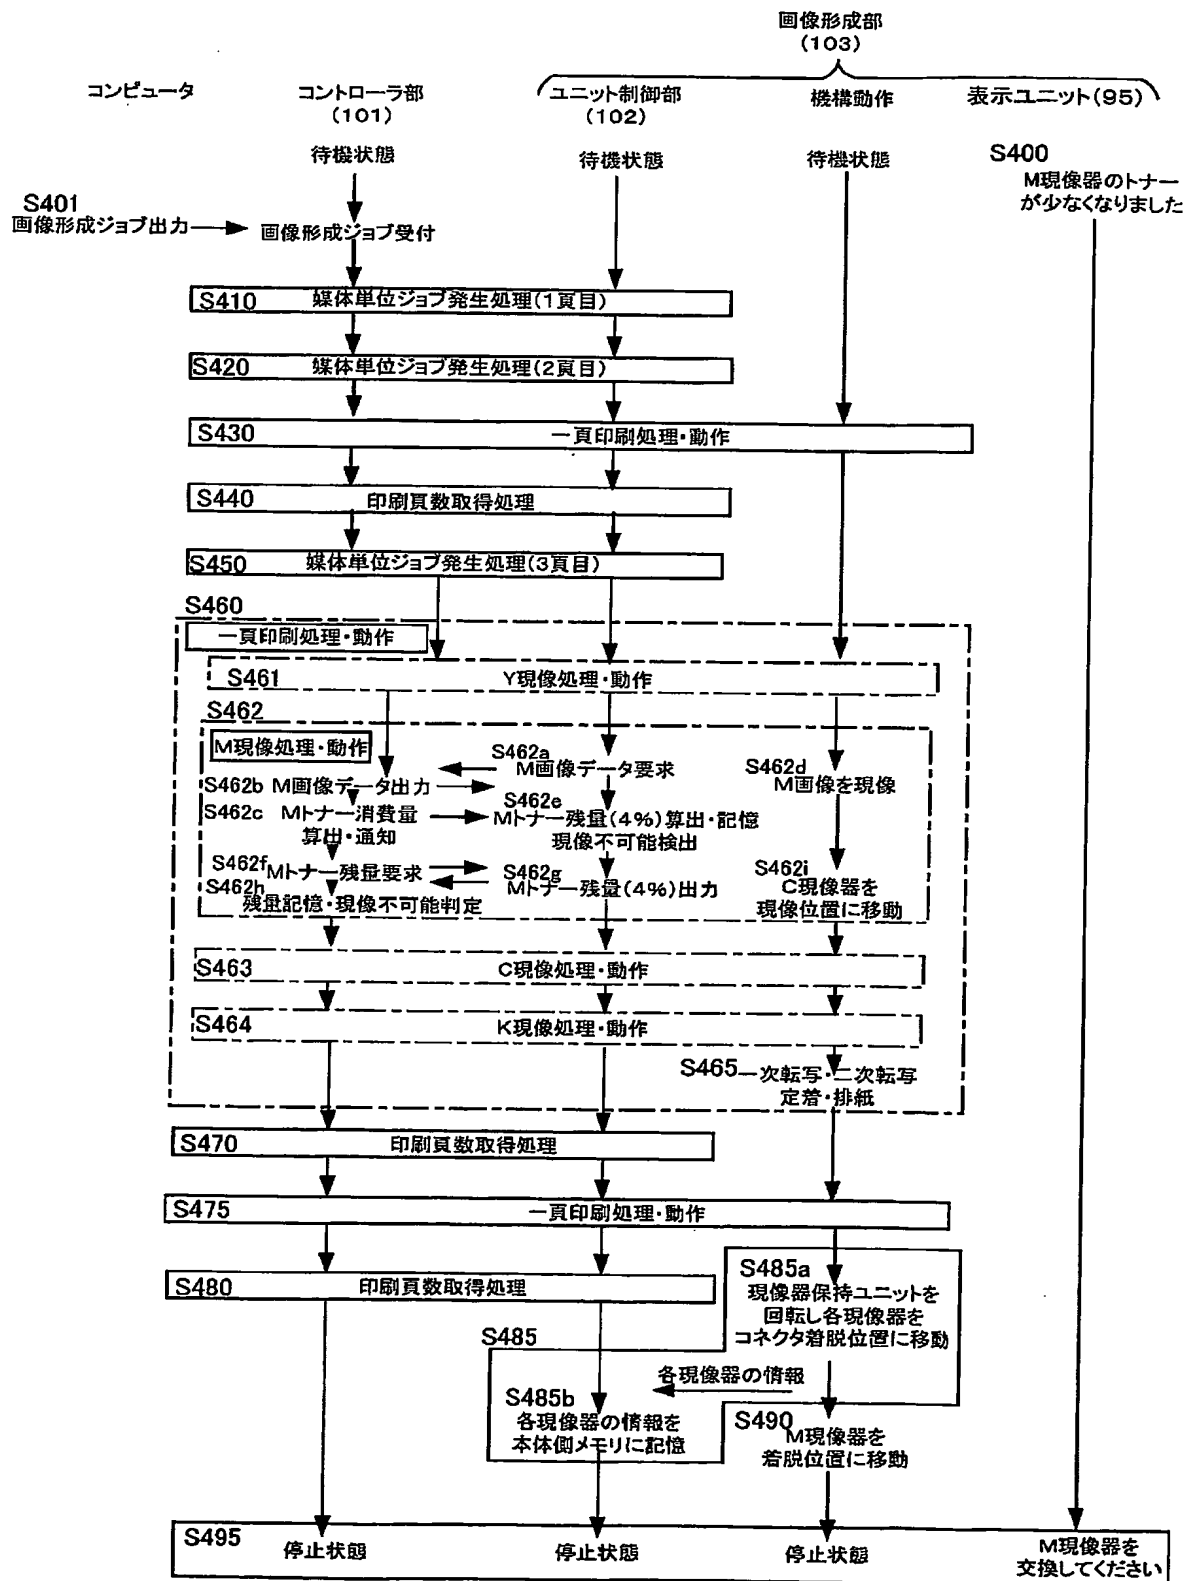 画像形成部
(103)
コンピュータ
コントローラ部
(101)
ユニット制御部
(102)
機構動作
表示ユニット(95)
待機状態
待機状態
待機状態
S400
M現像器のトナー
が少なくなりました
S401
画像形成ジョブ出力
画像形成ジョブ受付
S410
媒体単位ジョブ発生処理(1頁目)
S420
媒体単位ジョブ発生処理(2頁目)
S430
一頁印刷処理・動作
S440
印刷頁数取得処理
S450
媒体単位ジョブ発生処理(3頁目)
S460
一頁印刷処理・動作
S461
Y現像処理・動作
S462
M現像処理・動作
S462a
M画像データ要求
S462b M画像データ出力
S462d
M画像を現像
S462c Mトナー消費量
算出・通知
S462e
Mトナー残量(4%)算出・記憶
現像不可能検出
S462f
Mトナー残量要求
S462g
Mトナー残量(4%)出力
S462h
残量記憶・現像不可能判定
S462i
C現像器を
現像位置に移動
S463
C現像処理・動作
S464
K現像処理・動作
S465
一次転写・二次転写
定着・排紙
S470
印刷頁数取得処理
S475
一頁印刷処理・動作
S480
印刷頁数取得処理
S485a
現像器保持ユニットを
回転し各現像器を
コネクタ着脱位置に移動
S485
各現像器の情報
S485b
各現像器の情報を
本体側メモリに記憶
S490
M現像器を
着脱位置に移動
S495
停止状態
停止状態
停止状態
M現像器を
交換してください